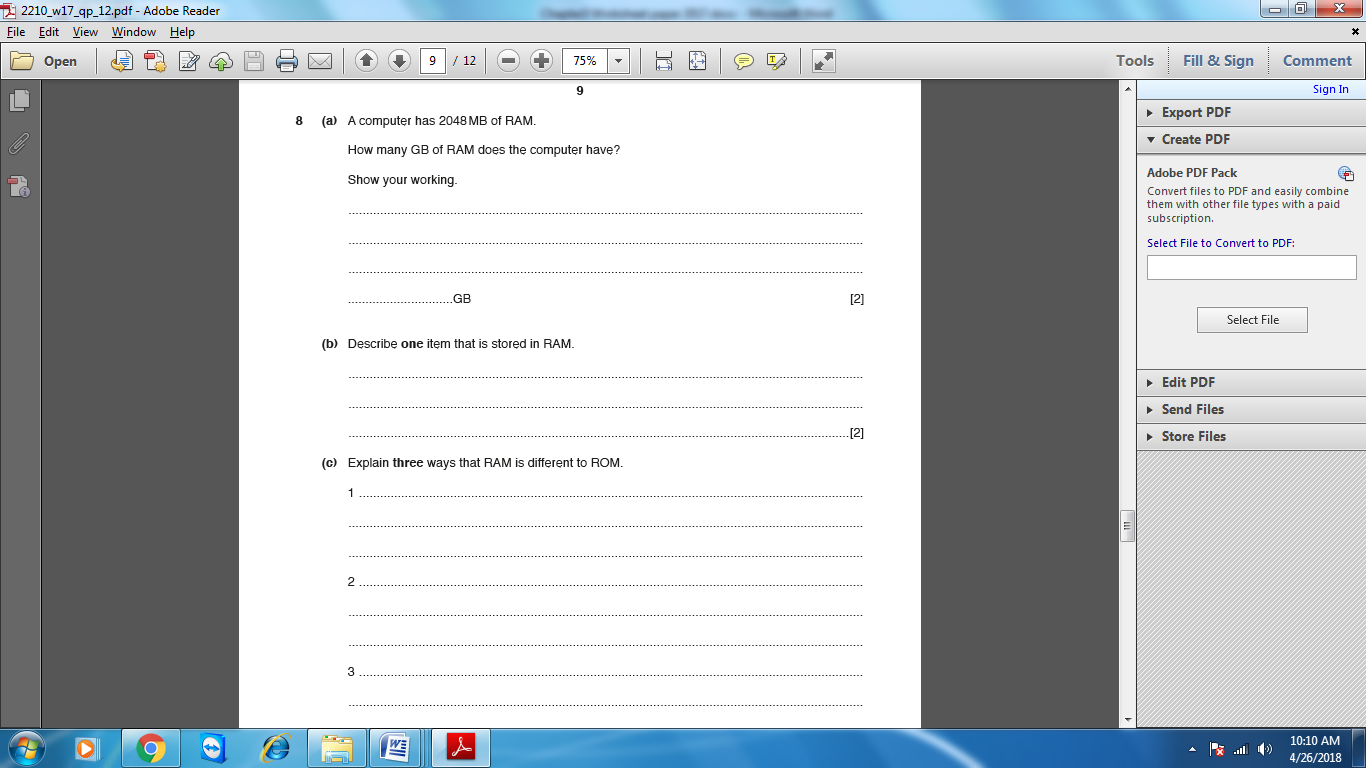 2210_w17_qp_12.pdf - Adobe Reader
File Edit View Window Help
Open 9 / 12 75% Tools Fill & Sign Comment
Sign In
Export PDF
Create PDF
Adobe PDF Pack
Convert files to PDF and easily combine
them with other file types with a paid
subscription.
Select File to Convert to PDF:
Select File
Edit PDF
Send Files
Store Files
9
8 (a) A computer has 2048 MB of RAM.
How many GB of RAM does the computer have?
Show your working.
..............................GB [2]
(b) Describe one item that is stored in RAM.
[2]
(c) Explain three ways that RAM is different to ROM.
1
2
3
10:10 AM
4/26/2018